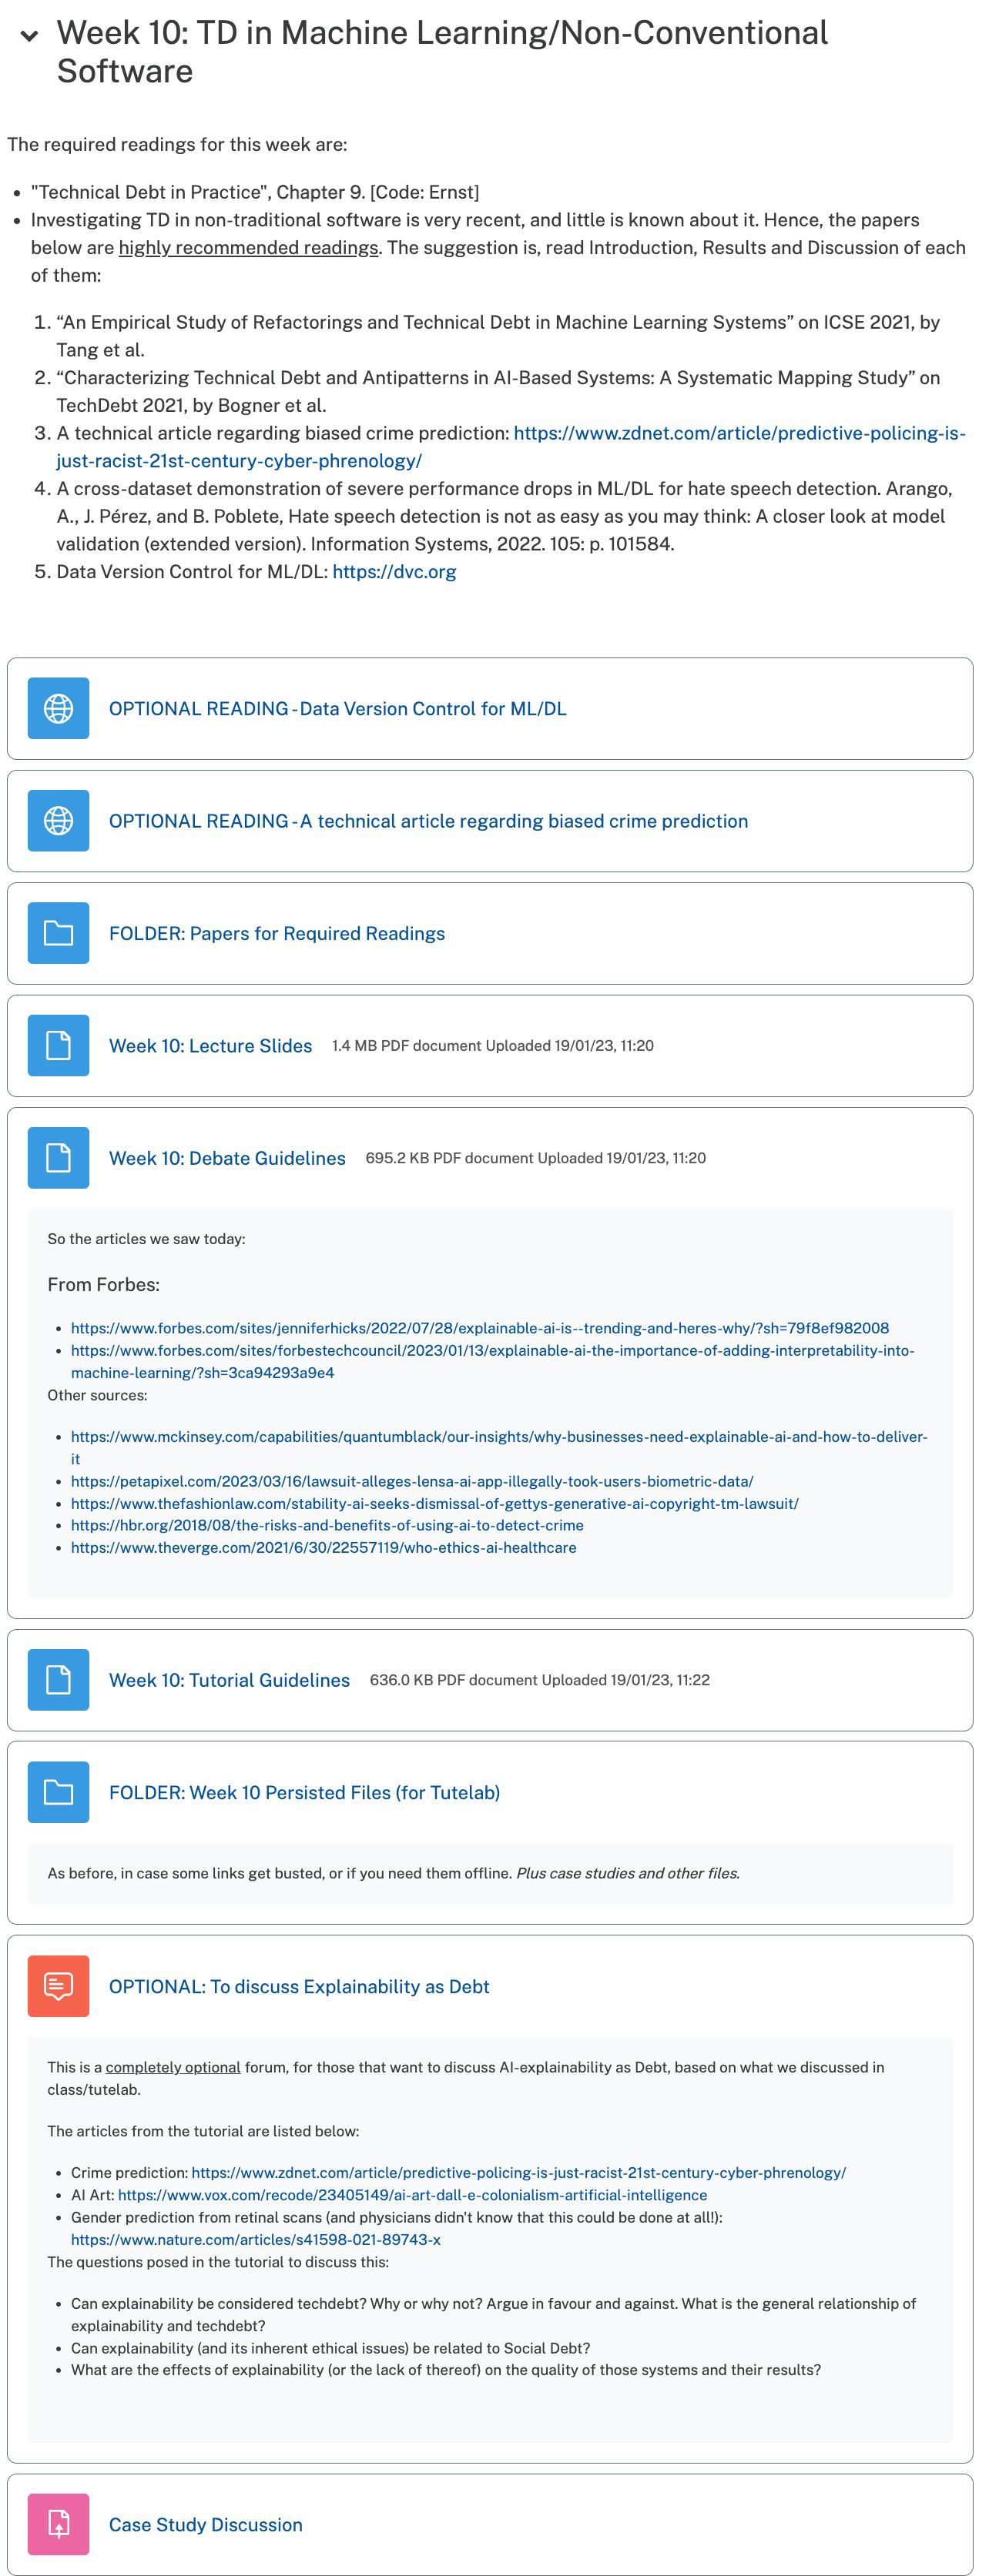 Week 10: TD in Machine Learning/Non-Conventional
Software
The required readings for this week are:
• "Technical Debt in Practice", Chapter 9. [Code: Ernst]
• Investigating TD in non-traditional software is very recent, and little is known about it. Hence, the papers
below are highly recommended readings. The suggestion is, read Introduction, Results and Discussion of each
of them:
1. “An Empirical Study of Refactorings and Technical Debt in Machine Learning Systems” on ICSE 2021, by
Tang et al.
2. “Characterizing Technical Debt and Antipatterns in AI-Based Systems: A Systematic Mapping Study” on
TechDebt 2021, by Bogner et al.
3. A technical article regarding biased crime prediction: https://www.zdnet.com/article/predictive-policing-is-
just-racist-21st-century-cyber-phrenology/
4. A cross-dataset demonstration of severe performance drops in ML/DL for hate speech detection. Arango,
A., J. Pérez, and B. Poblete, Hate speech detection is not as easy as you may think: A closer look at model
validation (extended version). Information Systems, 2022. 105: p. 101584.
5. Data Version Control for ML/DL: https://dvc.org
OPTIONAL READING - Data Version Control for ML/DL
OPTIONAL READING - A technical article regarding biased crime prediction
FOLDER: Papers for Required Readings
Week 10: Lecture Slides 1.4 MB PDF document Uploaded 19/01/23, 11:20
Week 10: Debate Guidelines 695.2 KB PDF document Uploaded 19/01/23, 11:20
So the articles we saw today:
From Forbes:
• https://www.forbes.com/sites/jenniferhicks/2022/07/28/explainable-ai-is--trending-and-heres-why/?sh=79f8ef982008
• https://www.forbes.com/sites/forbestechcouncil/2023/01/13/explainable-ai-the-importance-of-adding-interpretability-into-
machine-learning/?sh=3ca94293a9e4
Other sources:
• https://www.mckinsey.com/capabilities/quantumblack/our-insights/why-businesses-need-explainable-ai-and-how-to-deliver-
it
• https://petapixel.com/2023/03/16/lawsuit-alleges-lensa-ai-app-illegally-took-users-biometric-data/
• https://www.thefashionlaw.com/stability-ai-seeks-dismissal-of-gettys-generative-ai-copyright-tm-lawsuit/
• https://hbr.org/2018/08/the-risks-and-benefits-of-using-ai-to-detect-crime
• https://www.theverge.com/2021/6/30/22557119/who-ethics-ai-healthcare
Week 10: Tutorial Guidelines 636.0 KB PDF document Uploaded 19/01/23, 11:22
FOLDER: Week 10 Persisted Files (for Tutelab)
As before, in case some links get busted, or if you need them offline. Plus case studies and other files.
OPTIONAL: To discuss Explainability as Debt
This is a completely optional forum, for those that want to discuss AI-explainability as Debt, based on what we discussed in
class/tutelab.
The articles from the tutorial are listed below:
• Crime prediction: https://www.zdnet.com/article/predictive-policing-is-just-racist-21st-century-cyber-phrenology/
• AI Art: https://www.vox.com/recode/23405149/ai-art-dall-e-colonialism-artificial-intelligence
• Gender prediction from retinal scans (and physicians didn't know that this could be done at all!):
https://www.nature.com/articles/s41598-021-89743-x
The questions posed in the tutorial to discuss this:
• Can explainability be considered techdebt? Why or why not? Argue in favour and against. What is the general relationship of
explainability and techdebt?
• Can explainability (and its inherent ethical issues) be related to Social Debt?
• What are the effects of explainability (or the lack of thereof) on the quality of those systems and their results?
Case Study Discussion